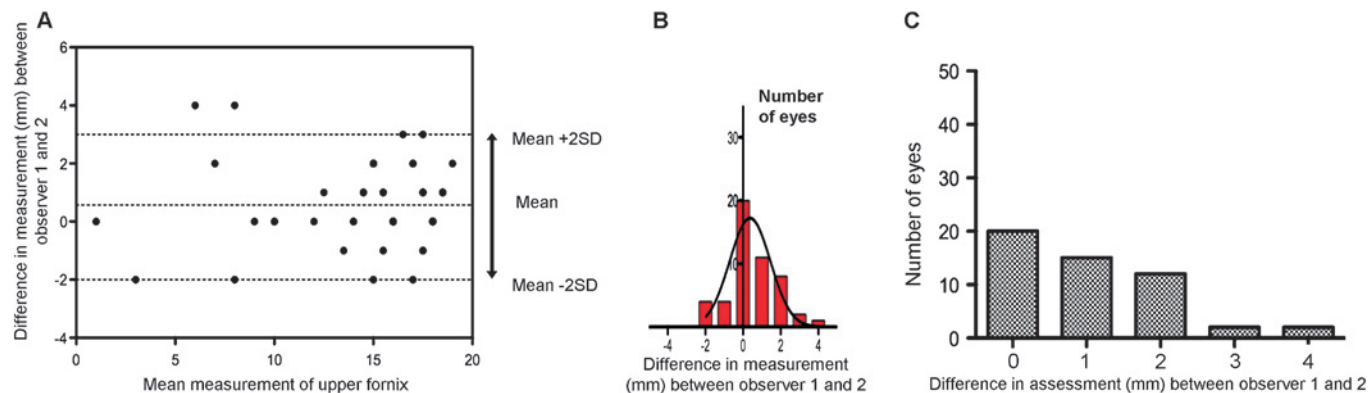 A
Difference in measurement (mm) between
observer 1 and 2
6
4
2
0
-2
-4
0
5
10
15
20
Mean measurement of upper fornix
Mean +2SD
Mean
Mean -2SD
B
Number
of eyes
30
20
10
-4
-2
0
2
4
Difference in measurement
(mm) between observer 1 and 2
C
Number of eyes
50
40
30
20
10
0
0
1
2
3
4
Difference in assessment (mm) between observer 1 and 2